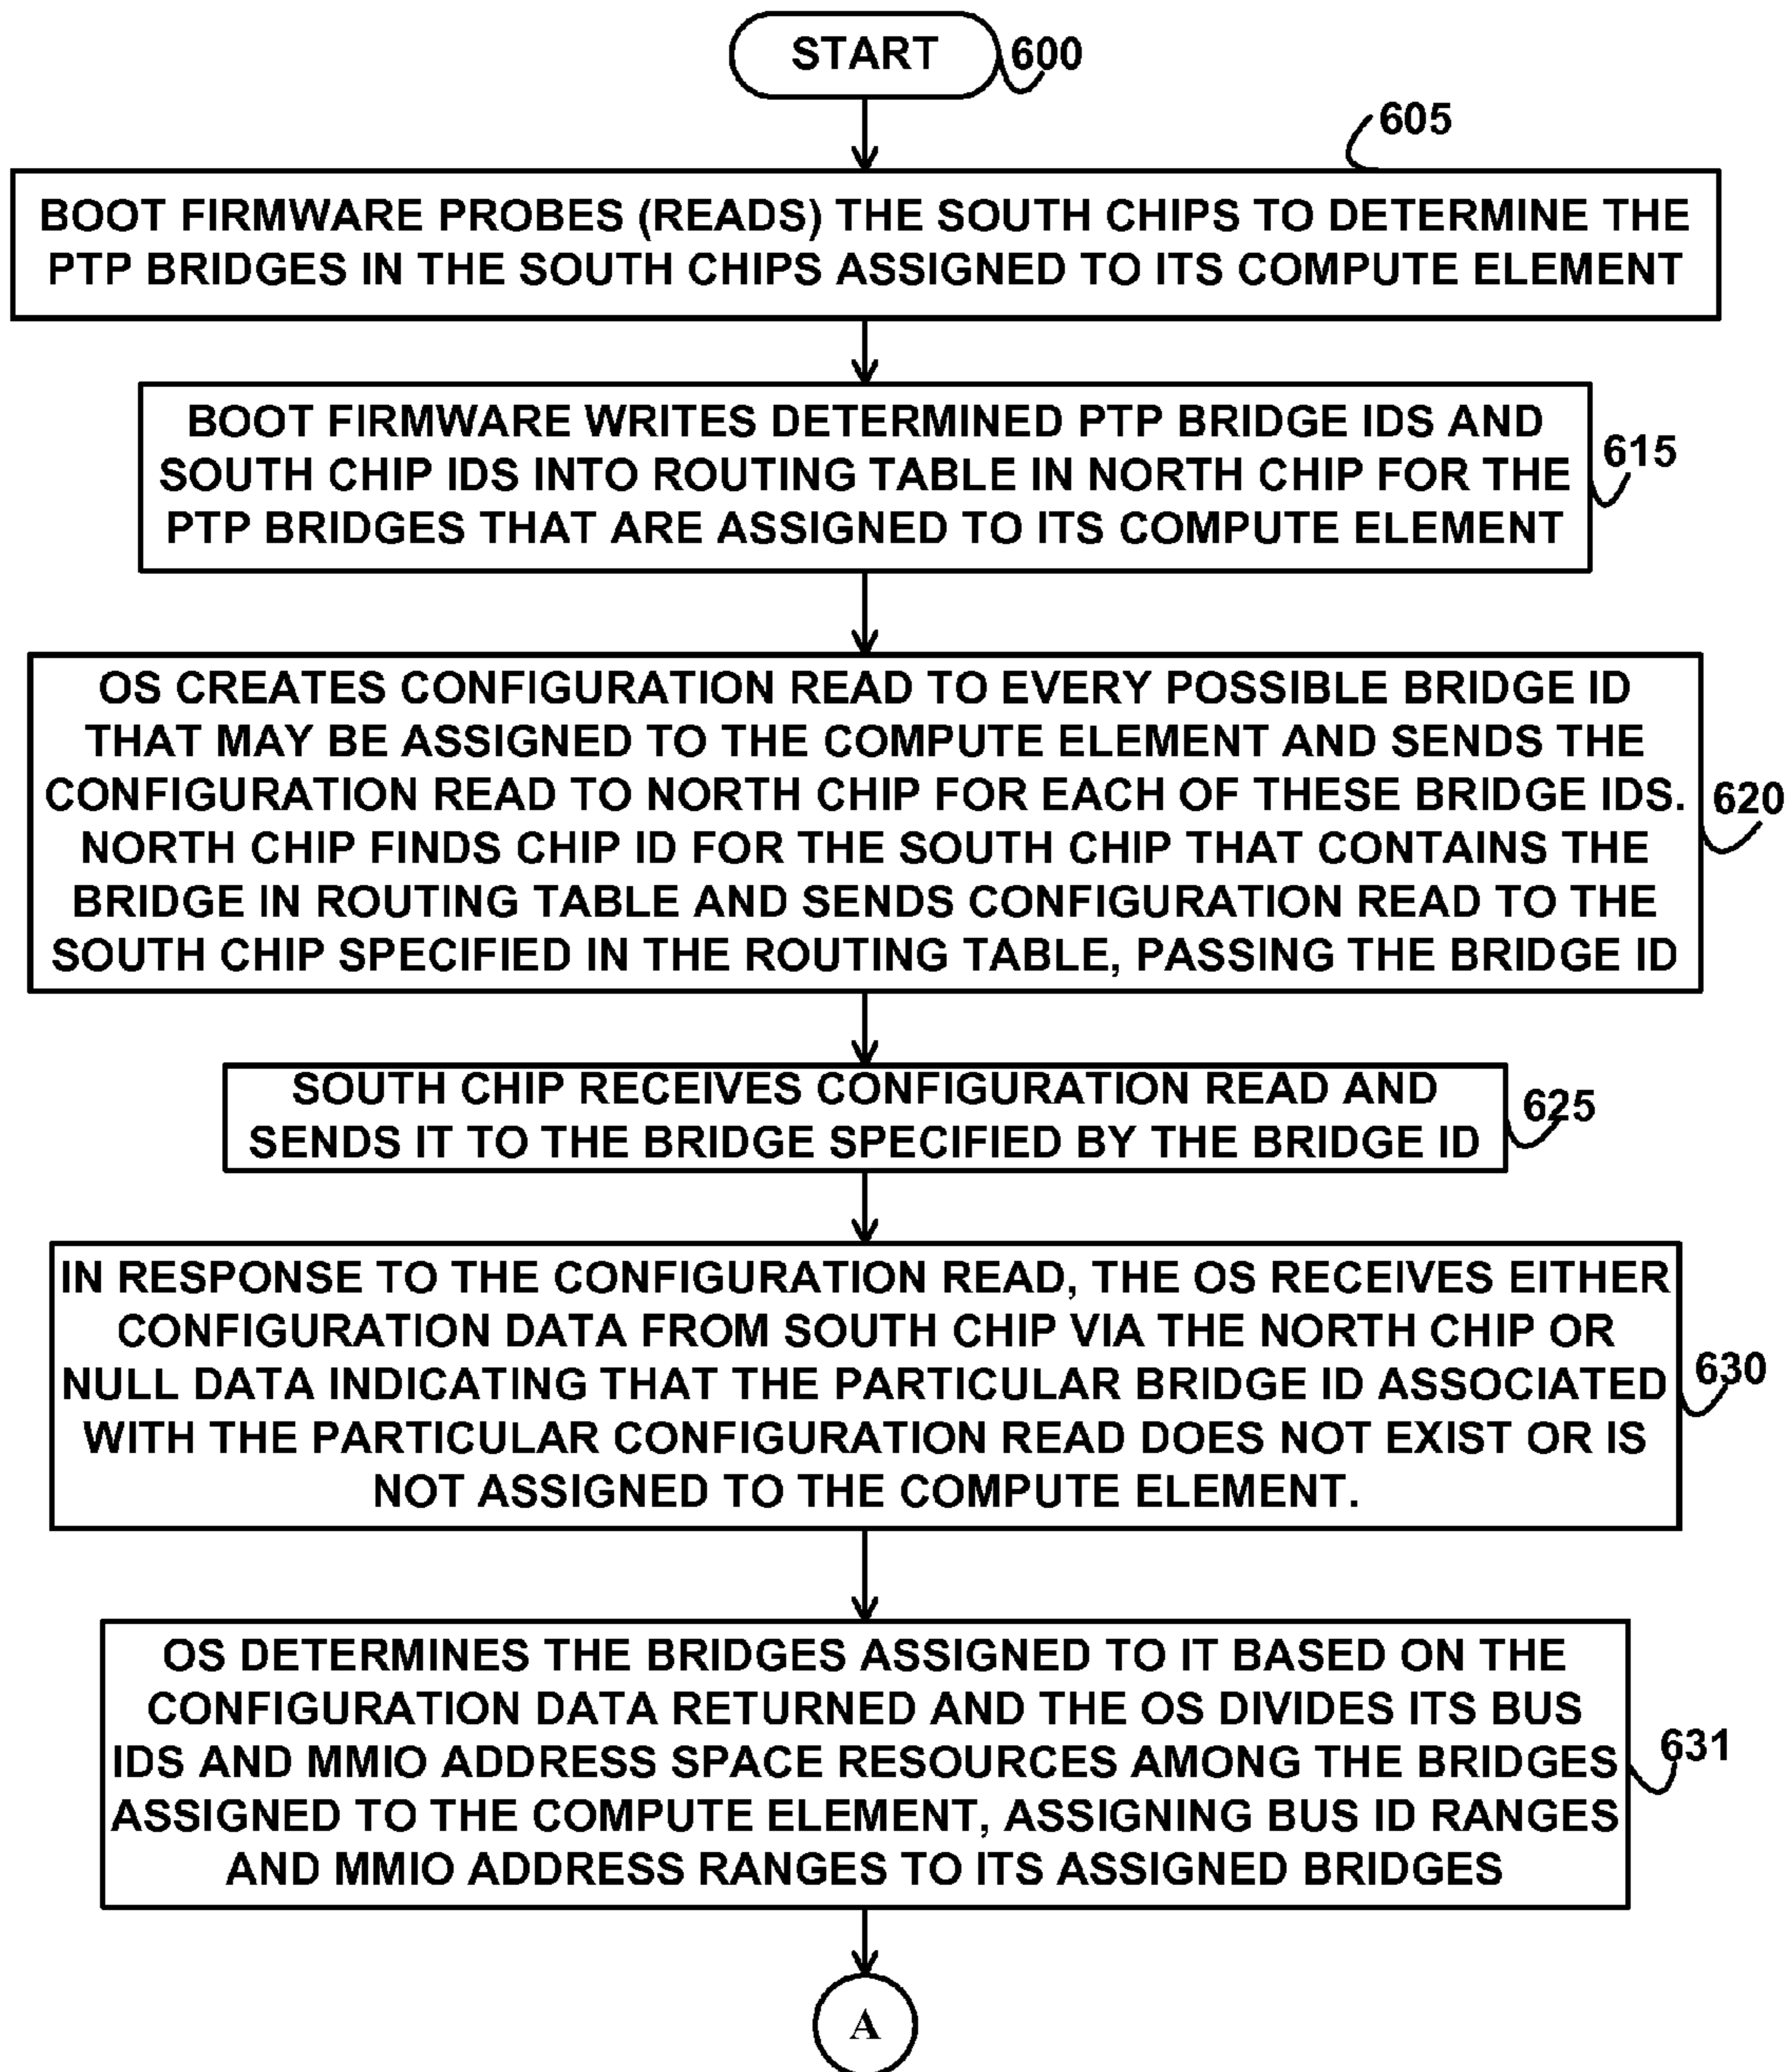 START
600
605
BOOT FIRMWARE PROBES (READS) THE SOUTH CHIPS TO DETERMINE THE
PTP BRIDGES IN THE SOUTH CHIPS ASSIGNED TO ITS COMPUTE ELEMENT
BOOT FIRMWARE WRITES DETERMINED PTP BRIDGE IDS AND
SOUTH CHIP IDS INTO ROUTING TABLE IN NORTH CHIP FOR THE
PTP BRIDGES THAT ARE ASSIGNED TO ITS COMPUTE ELEMENT
615
OS CREATES CONFIGURATION READ TO EVERY POSSIBLE BRIDGE ID
THAT MAY BE ASSIGNED TO THE COMPUTE ELEMENT AND SENDS THE
CONFIGURATION READ TO NORTH CHIP FOR EACH OF THESE BRIDGE IDS.
NORTH CHIP FINDS CHIP ID FOR THE SOUTH CHIP THAT CONTAINS THE
BRIDGE IN ROUTING TABLE AND SENDS CONFIGURATION READ TO THE
SOUTH CHIP SPECIFIED IN THE ROUTING TABLE, PASSING THE BRIDGE ID
620
SOUTH CHIP RECEIVES CONFIGURATION READ AND
SENDS IT TO THE BRIDGE SPECIFIED BY THE BRIDGE ID
625
IN RESPONSE TO THE CONFIGURATION READ, THE OS RECEIVES EITHER
CONFIGURATION DATA FROM SOUTH CHIP VIA THE NORTH CHIP OR
NULL DATA INDICATING THAT THE PARTICULAR BRIDGE ID ASSOCIATED
WITH THE PARTICULAR CONFIGURATION READ DOES NOT EXIST OR IS
NOT ASSIGNED TO THE COMPUTE ELEMENT.
630
OS DETERMINES THE BRIDGES ASSIGNED TO IT BASED ON THE
CONFIGURATION DATA RETURNED AND THE OS DIVIDES ITS BUS
IDS AND MMIO ADDRESS SPACE RESOURCES AMONG THE BRIDGES
ASSIGNED TO THE COMPUTE ELEMENT, ASSIGNING BUS ID RANGES
AND MMIO ADDRESS RANGES TO ITS ASSIGNED BRIDGES
631
A